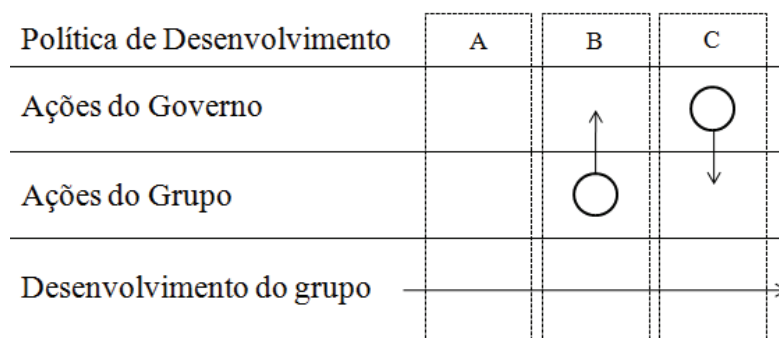 Política de Desenvolvimento A B C
Ações do Governo
Ações do Grupo
Desenvolvimento do grupo